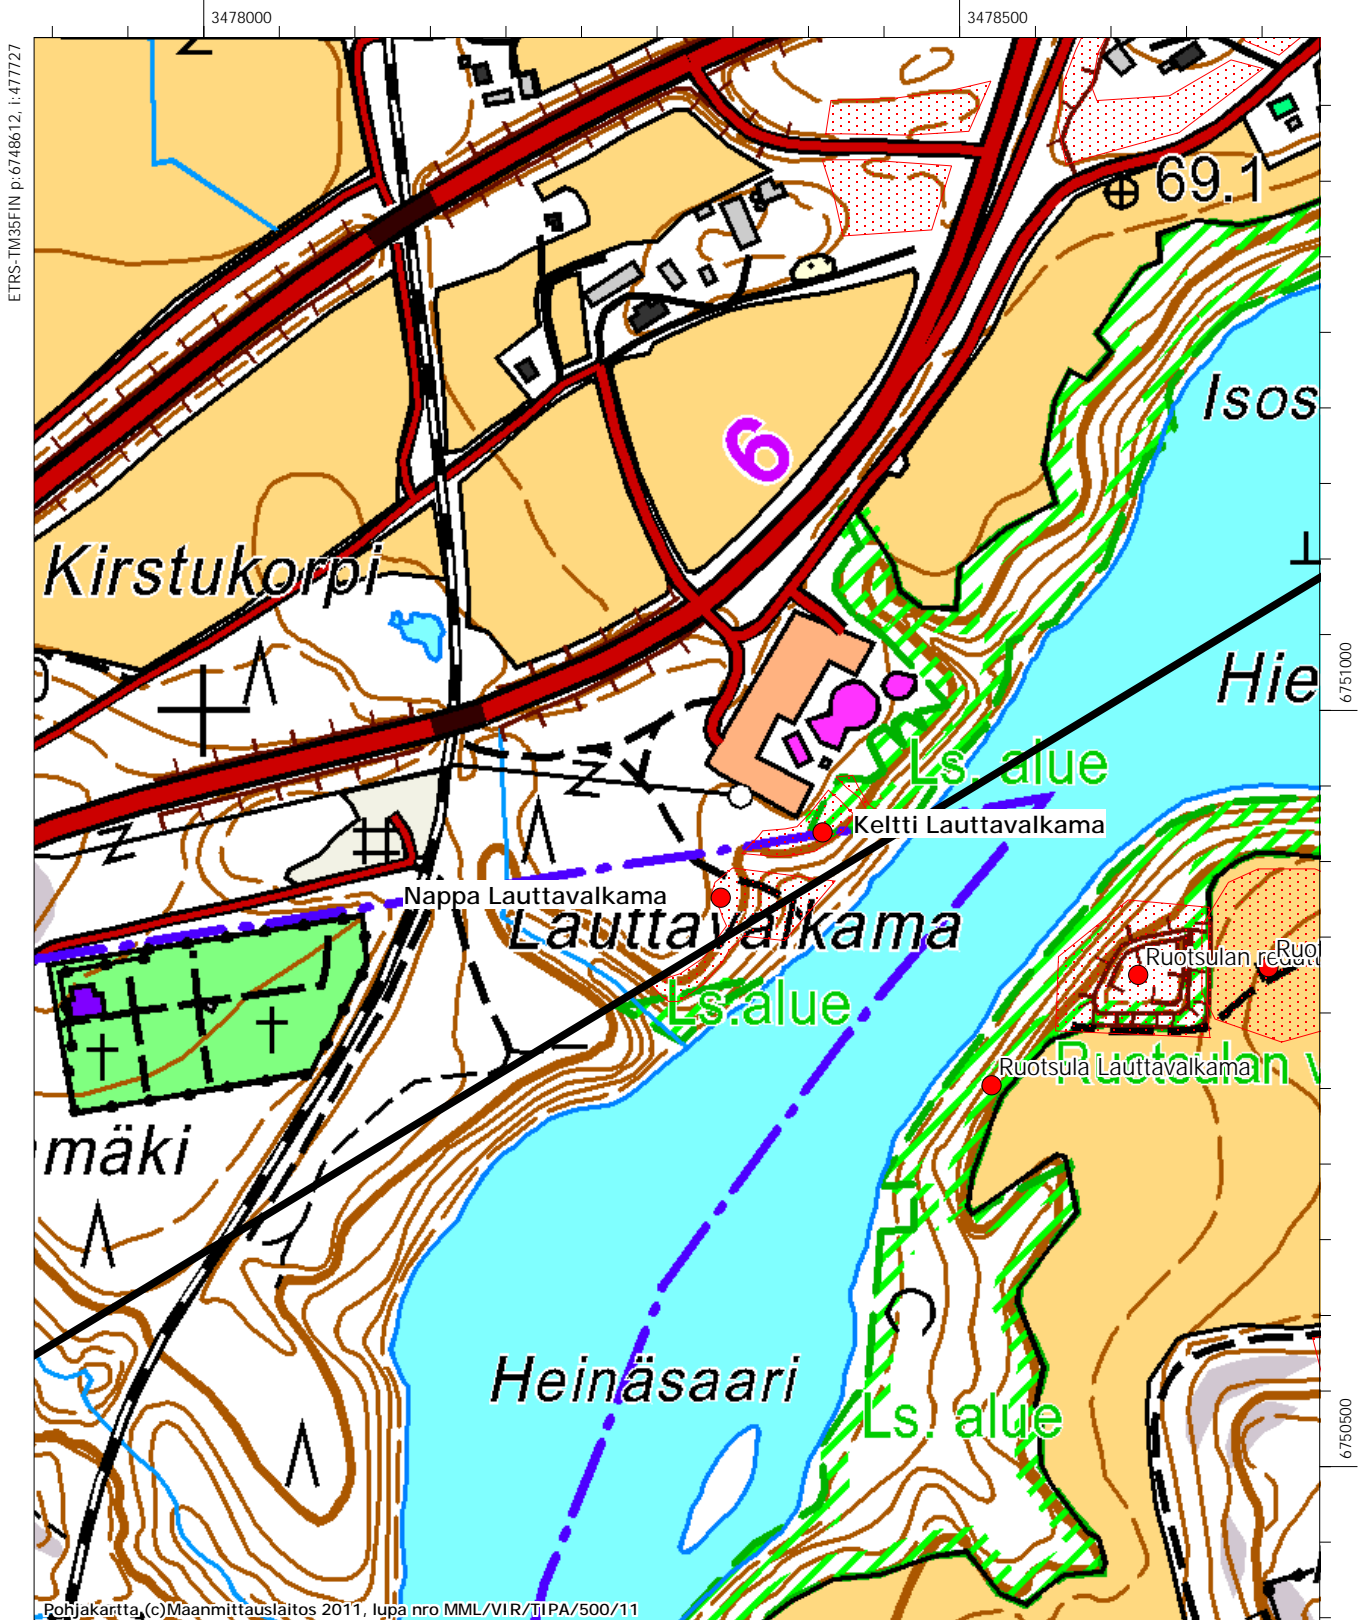 3478000
3478500
ETRS-TM35FIN p:6748612, i:477727
69.1
Isos
6
Kirstukorpi
6751000
Hie
Ls. alue
Keltti Lauttavalkama
Nappa Lauttavalkama
Lauttavalkama
Ruot
Ls.alue
Ruotsulan v
Ruotsula Lauttavalkama
mäki
Heinäsaari
Ls. alue
6750500
Pohjakartta (c)Maanmittauslaitos 2011, lupa nro MML/VIR/TIPA/500/11